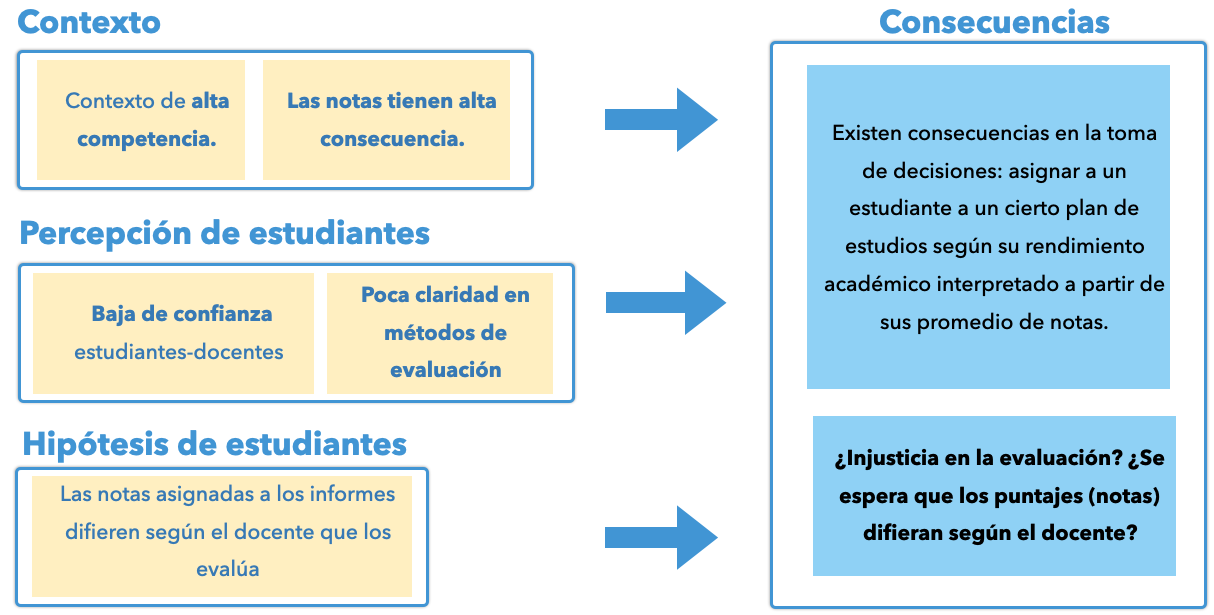 Contexto
Contexto de alta
competencia.
Las notas tienen alta
consecuencia.
Percepción de estudiantes
Baja de confianza
estudiantes-docentes
Poca claridad en
métodos de
evaluación
Hipótesis de estudiantes
Las notas asignadas a los informes
difieren según el docente que los
evalúa
Consecuencias
Existen consecuencias en la toma
de decisiones: asignar a un
estudiante a un cierto plan de
estudios según su rendimiento
académico interpretado a partir de
sus promedio de notas.
¿Injusticia en la evaluación? ¿Se
espera que los puntajes (notas)
difieran según el docente?